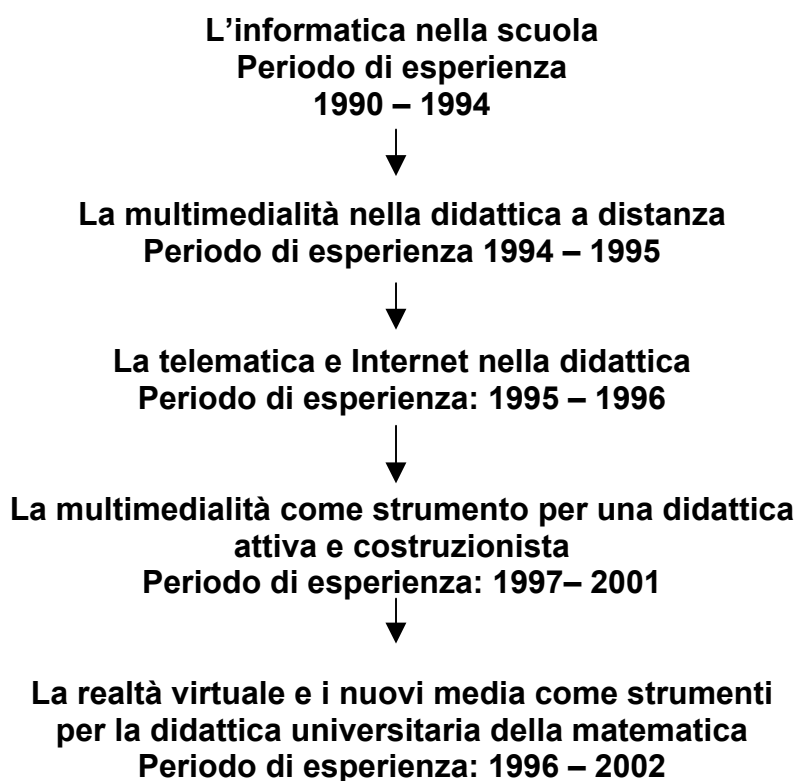 L’informatica nella scuola
Periodo di esperienza
1990 – 1994
La multimedialità nella didattica a distanza
Periodo di esperienza 1994 – 1995
La telematica e Internet nella didattica
Periodo di esperienza: 1995 – 1996
La multimedialità come strumento per una didattica
attiva e costruzionista
Periodo di esperienza: 1997– 2001
La realtà virtuale e i nuovi media come strumenti
per la didattica universitaria della matematica
Periodo di esperienza: 1996 – 2002